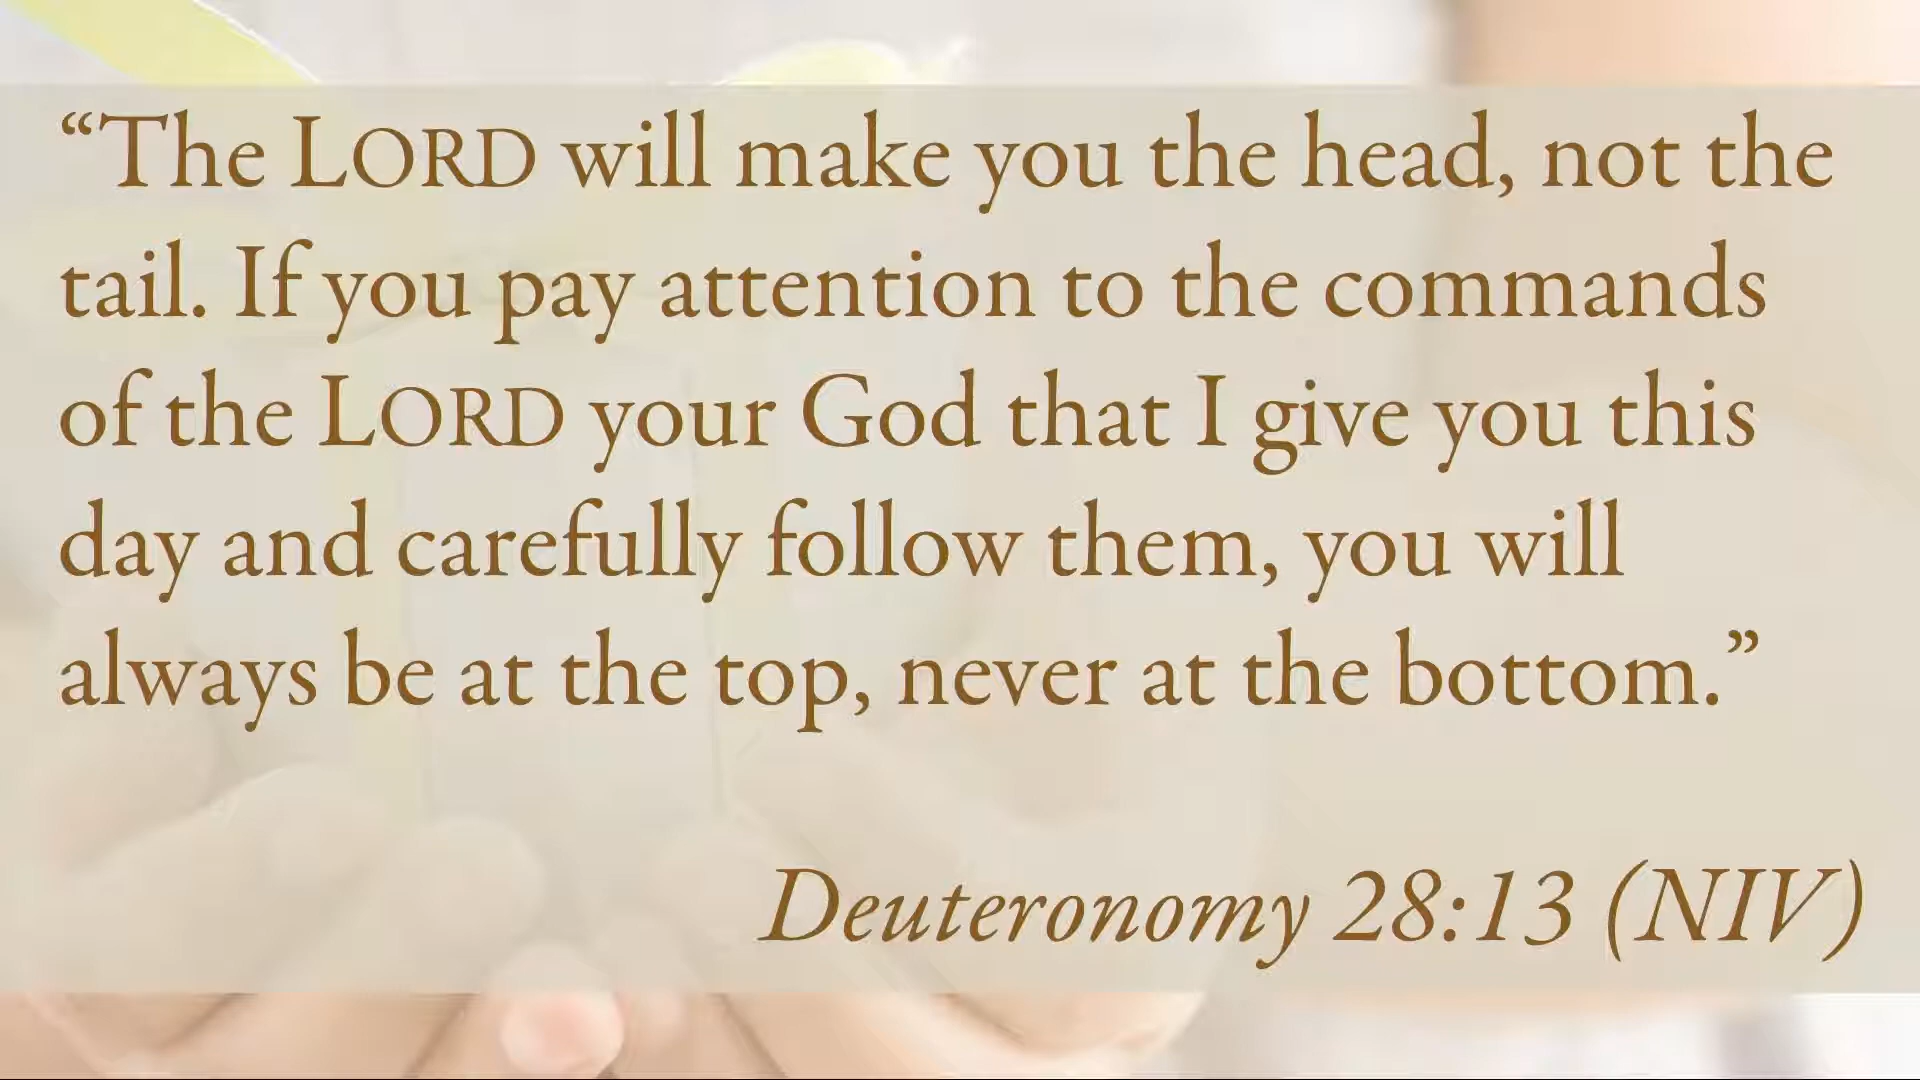 “The LORD will make you the head, not the
tail. If you pay attention to the commands
of the LORD your God that I give you this
day and carefully follow them, you will
always be at the top, never at the bottom.”
Deuteronomy 28:13 (NIV)